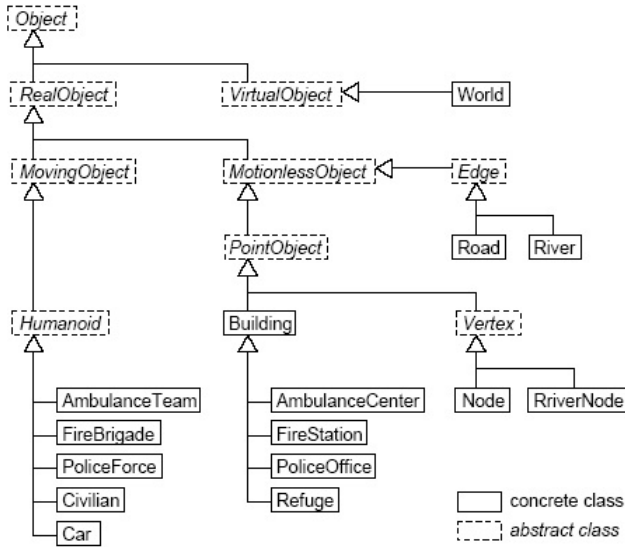 Object
RealObject VirtualObject World
MovingObject MotionlessObject Edge
Road River
PointObject
Humanoid Building Vertex
AmbulanceTeam AmbulanceCenter Node RriverNode
FireBrigade FireStation
PoliceForce PoliceOffice
Civilian Refuge concrete class
Car abstract class